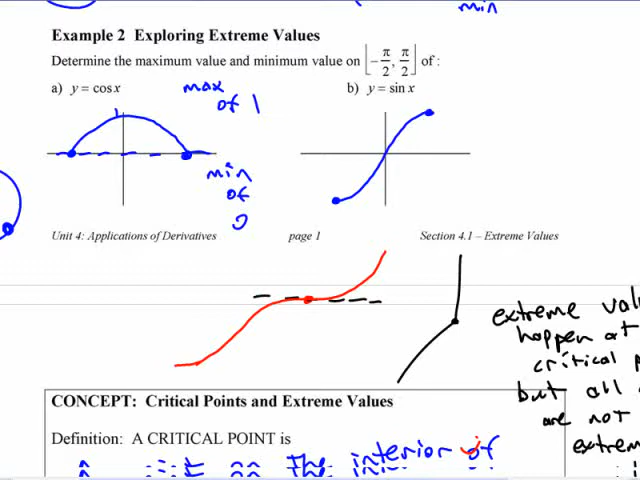 min
Example 2 Exploring Extreme Values
Determine the maximum value and minimum value on [-π/2, π/2] of :
a) y = cos x
b) y = sin x
max
of 1
1
min
of
0
Unit 4: Applications of Derivatives
page 1
Section 4.1 – Extreme Values
extreme val
happen at
critical p
but all
are not
extrem
CONCEPT: Critical Points and Extreme Values
Definition: A CRITICAL POINT is
the interior of